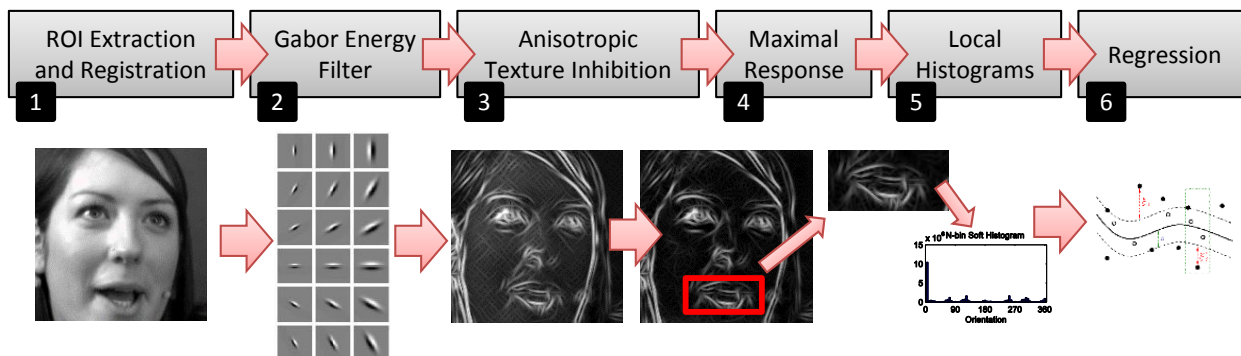 ROI Extraction
and Registration
1
Gabor Energy
Filter
2
Anisotropic
Texture Inhibition
3
Maximal
Response
4
Local
Histograms
5
Regression
6
x 10⁶ N-bin Soft Histogram
15
10
5
0
0 90 180 270 360
Orientation